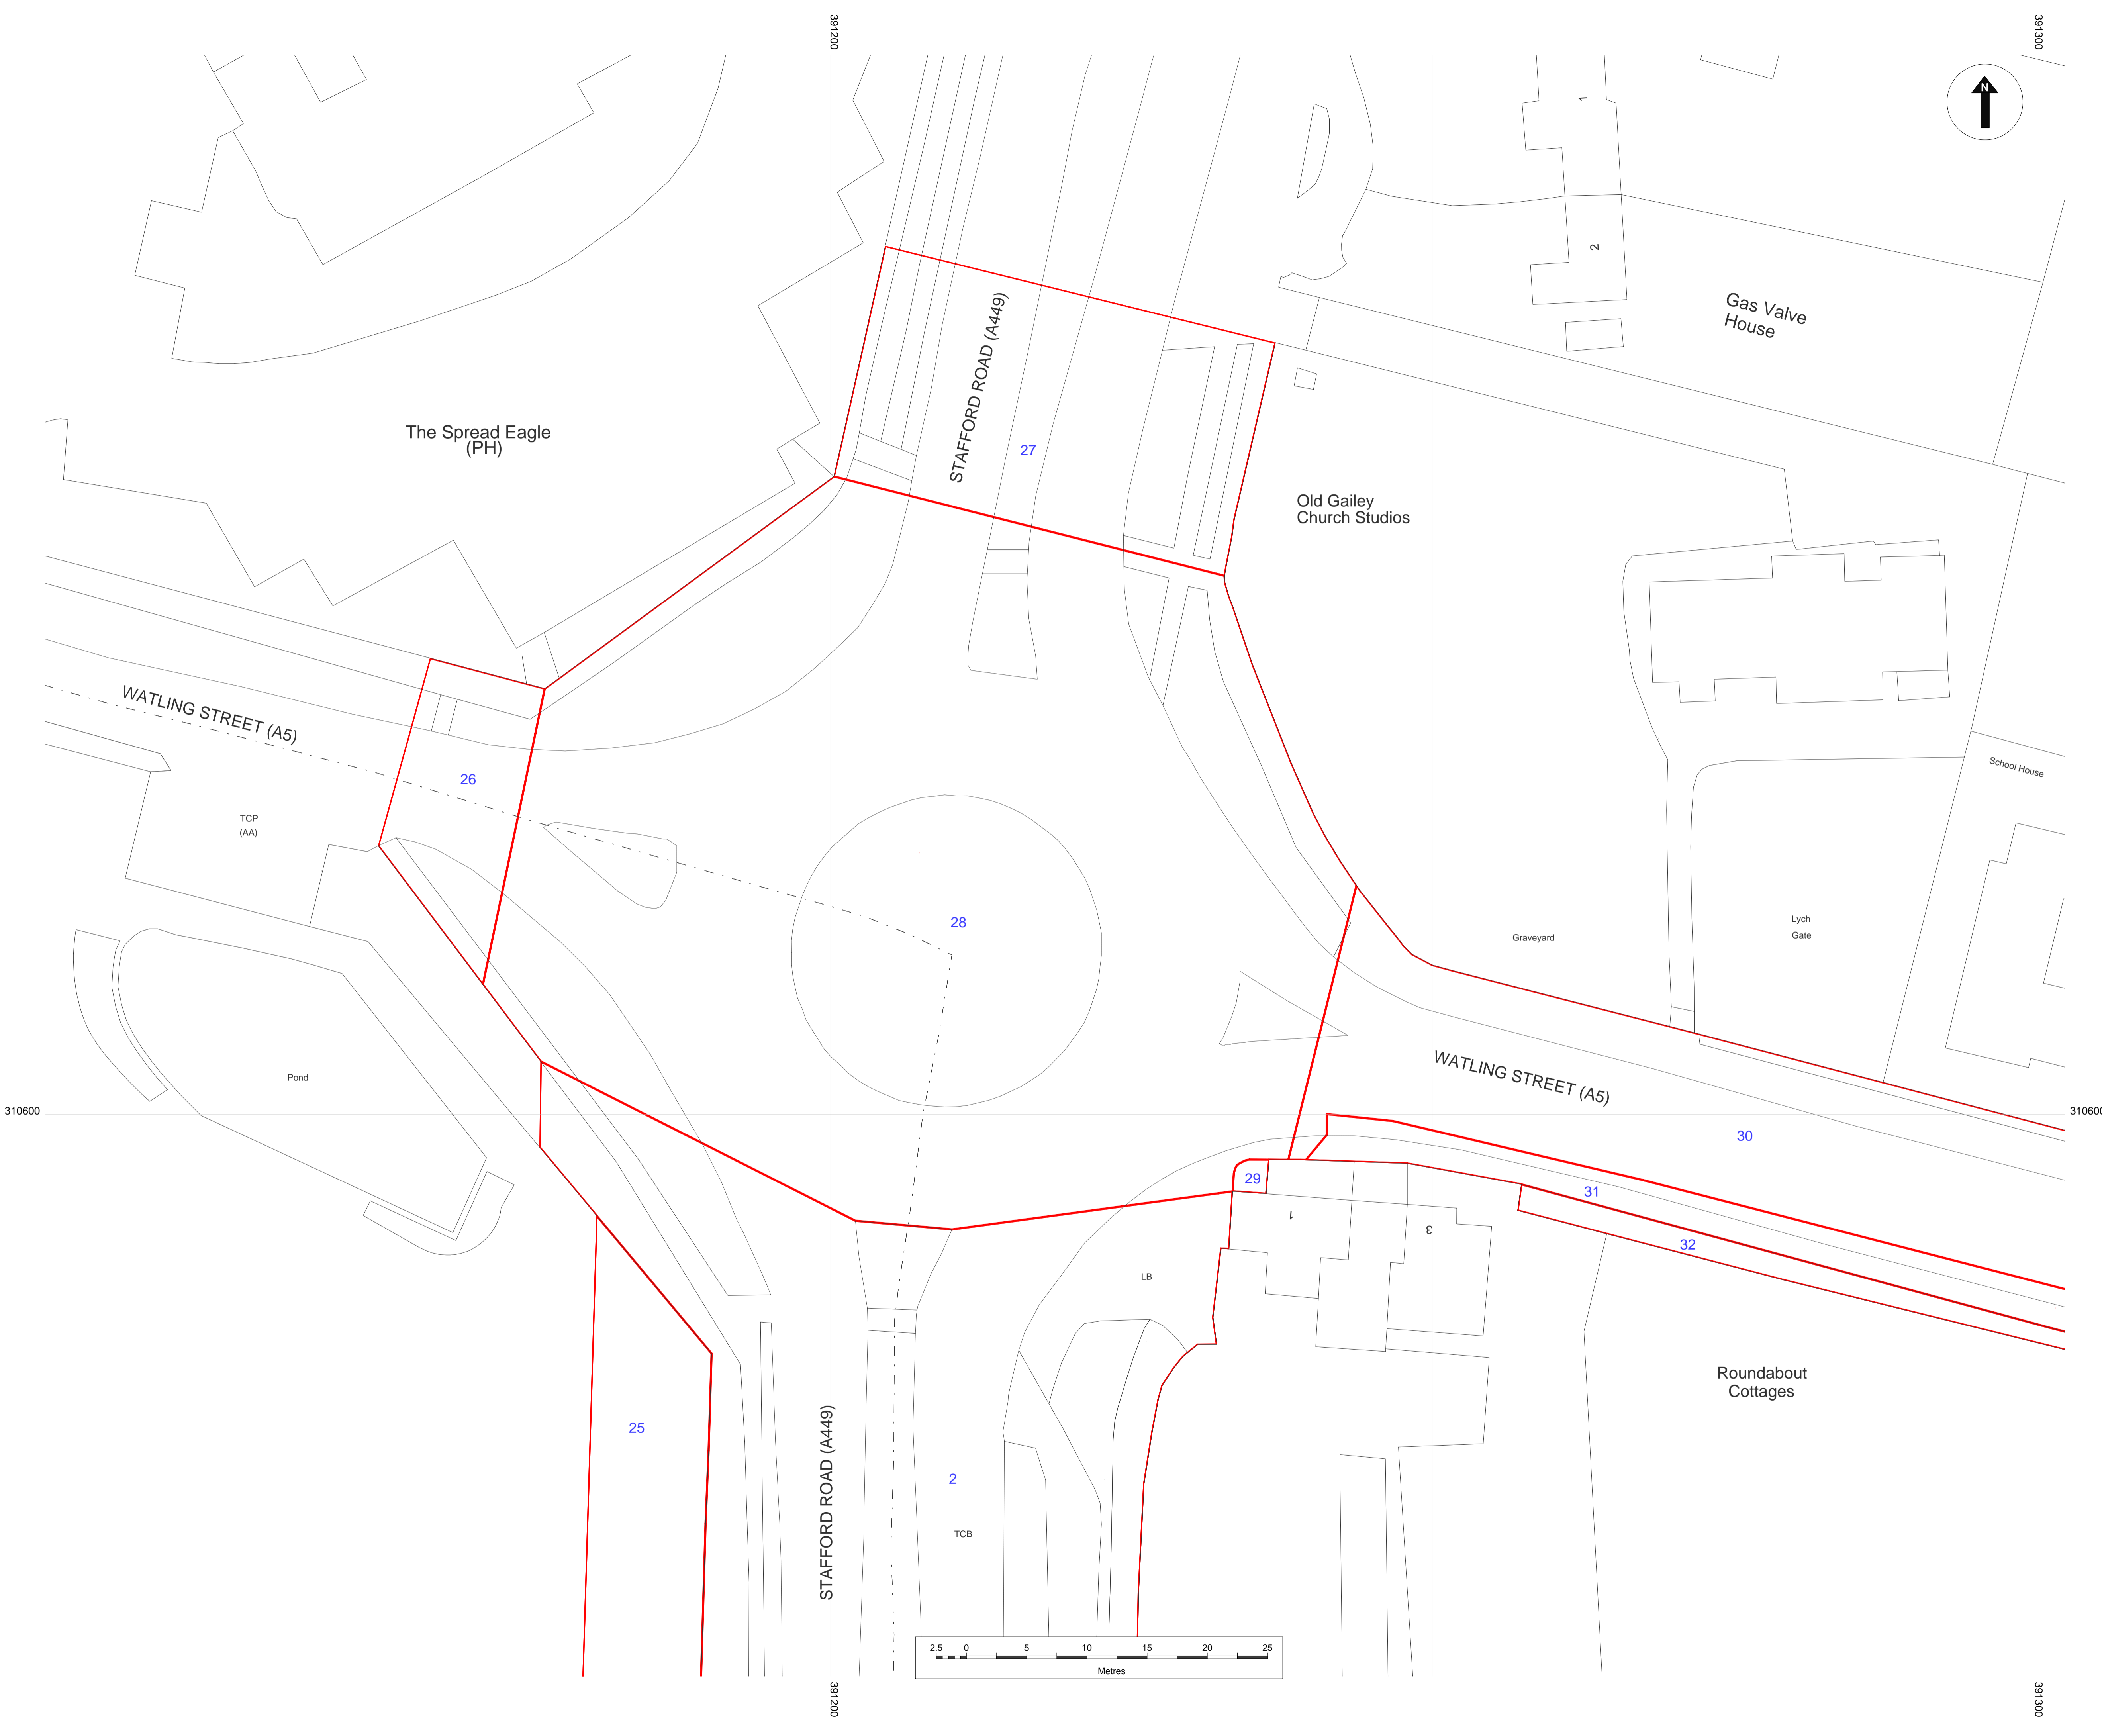 391200
391300
N
1
2
Gas Valve
House
STAFFORD ROAD (A449)
The Spread Eagle
(PH)
27
Old Gailey
Church Studios
WATLING STREET (A5)
26
School House
TCP
(AA)
28
Lych
Gate
Graveyard
Pond
WATLING STREET (A5)
310600
310600
30
29
31
1
3
32
LB
Roundabout
Cottages
25
STAFFORD ROAD (A449)
2
TCB
2.5 0 5 10 15 20 25
Metres
391200
391300